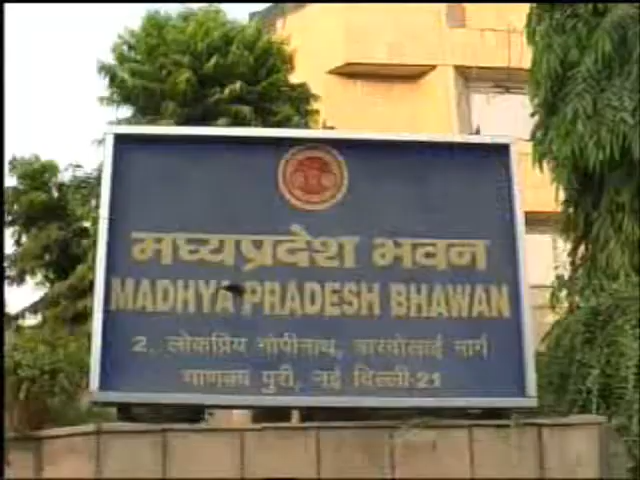 मध्यप्रदेश भवन
MADHYA PRADESH BHAWAN
2, लोकप्रिय गोपीनाथ, बारदोलाई मार्ग
चाणक्य पुरी, नई दिल्ली-21